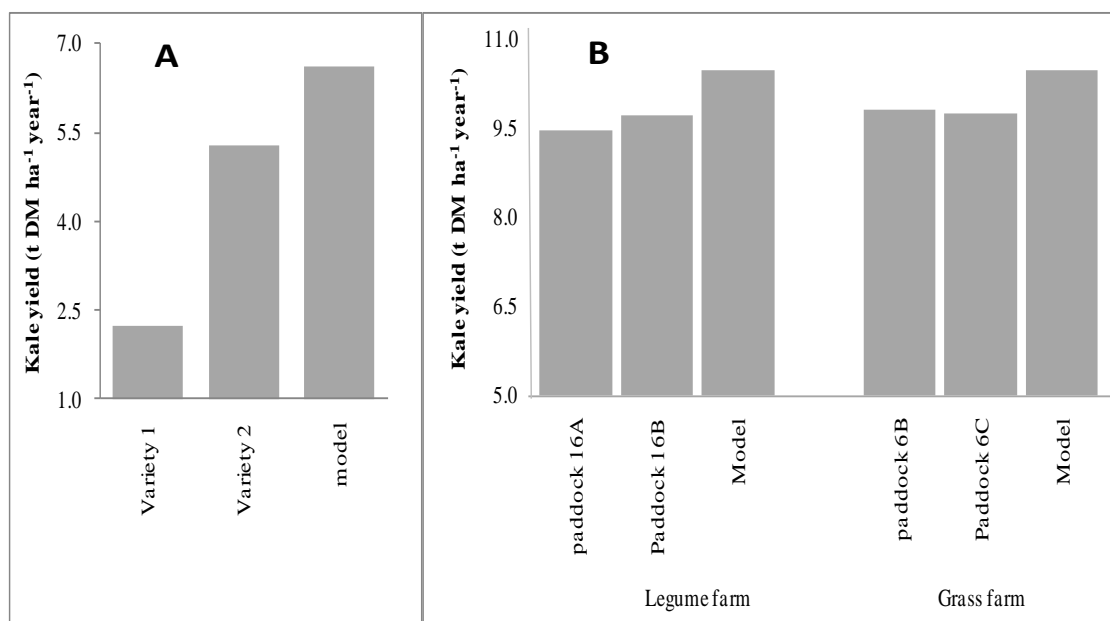 A
Kale yield (t DM ha⁻¹ year⁻¹)
7.0
5.5
4.0
2.5
1.0
Variety 1
Variety 2
model
B
Kale yield (t DM ha⁻¹ year⁻¹)
11.0
9.5
8.0
6.5
5.0
paddock 16A
Paddock 16B
Model
paddock 6B
Paddock 6C
Model
Legume farm
Grass farm